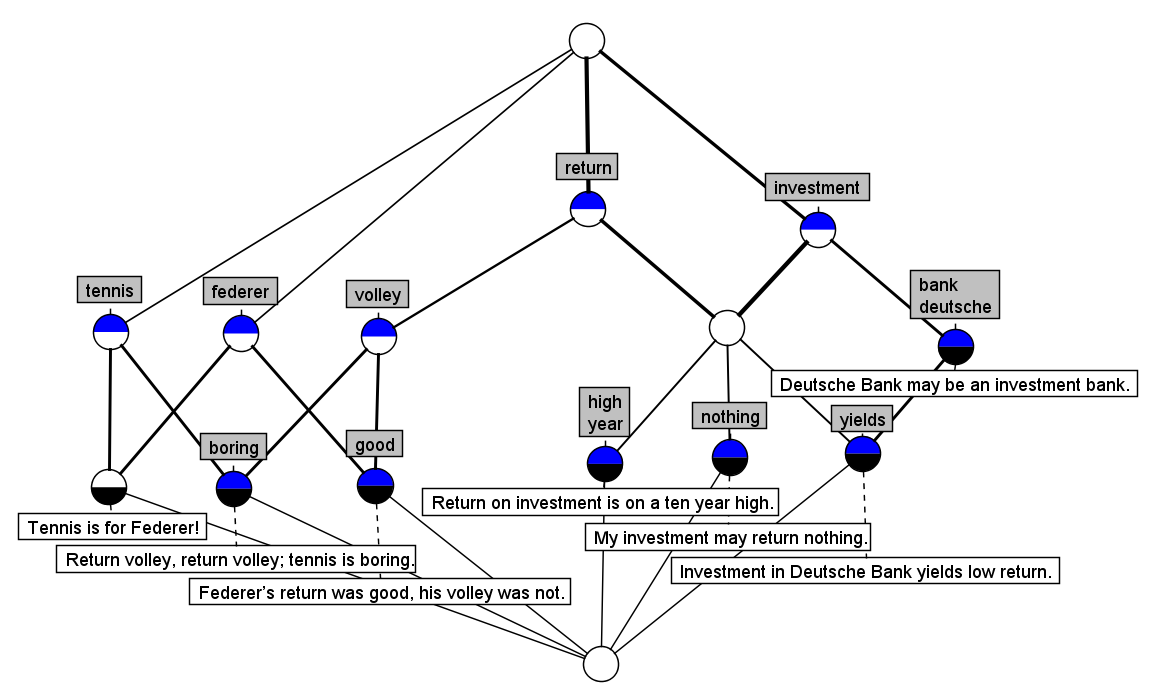 return
investment
tennis
federer
volley
bank
deutsche
Deutsche Bank may be an investment bank.
high
year
nothing
yields
boring
good
Return on investment is on a ten year high.
Tennis is for Federer!
My investment may return nothing.
Return volley, return volley; tennis is boring.
Investment in Deutsche Bank yields low return.
Federer's return was good, his volley was not.